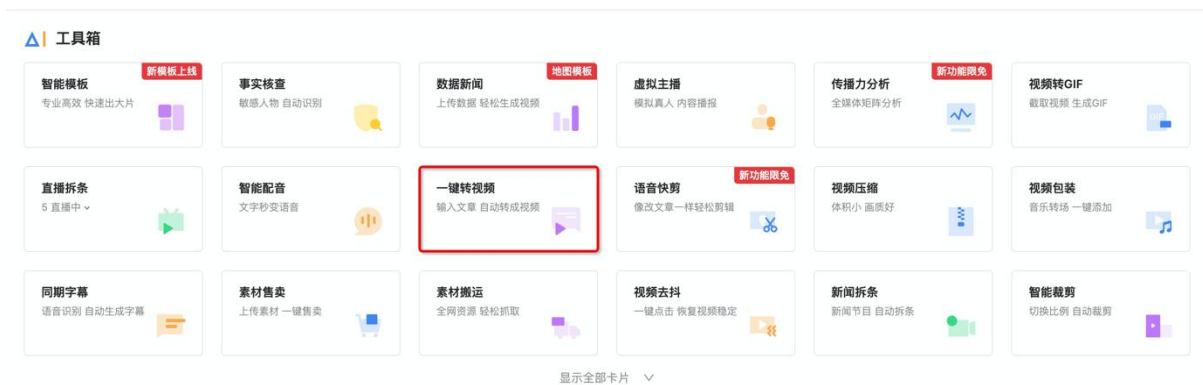 AI 工具箱
新模板上线
智能模板
专业高效 快速出大片
事实核查
敏感人物 自动识别
地图模板
数据新闻
上传数据 轻松生成视频
虚拟主播
模拟真人 内容播报
新功能限免
传播力分析
全媒体矩阵分析
视频转GIF
截取视频 生成GIF
GIF
直播拆条
5 直播中
智能配音
文字秒变语音
一键转视频
输入文章 自动转成视频
新功能限免
语音快剪
像改文章一样轻松剪辑
视频压缩
体积小 画质好
视频包装
音乐转场 一键添加
同期字幕
语音识别 自动生成字幕
素材售卖
上传素材 一键售卖
素材搬运
全网资源 轻松抓取
视频去抖
一键点击 恢复视频稳定
新闻拆条
新闻节目 自动拆条
智能裁剪
切换比例 自动裁剪
显示全部卡片